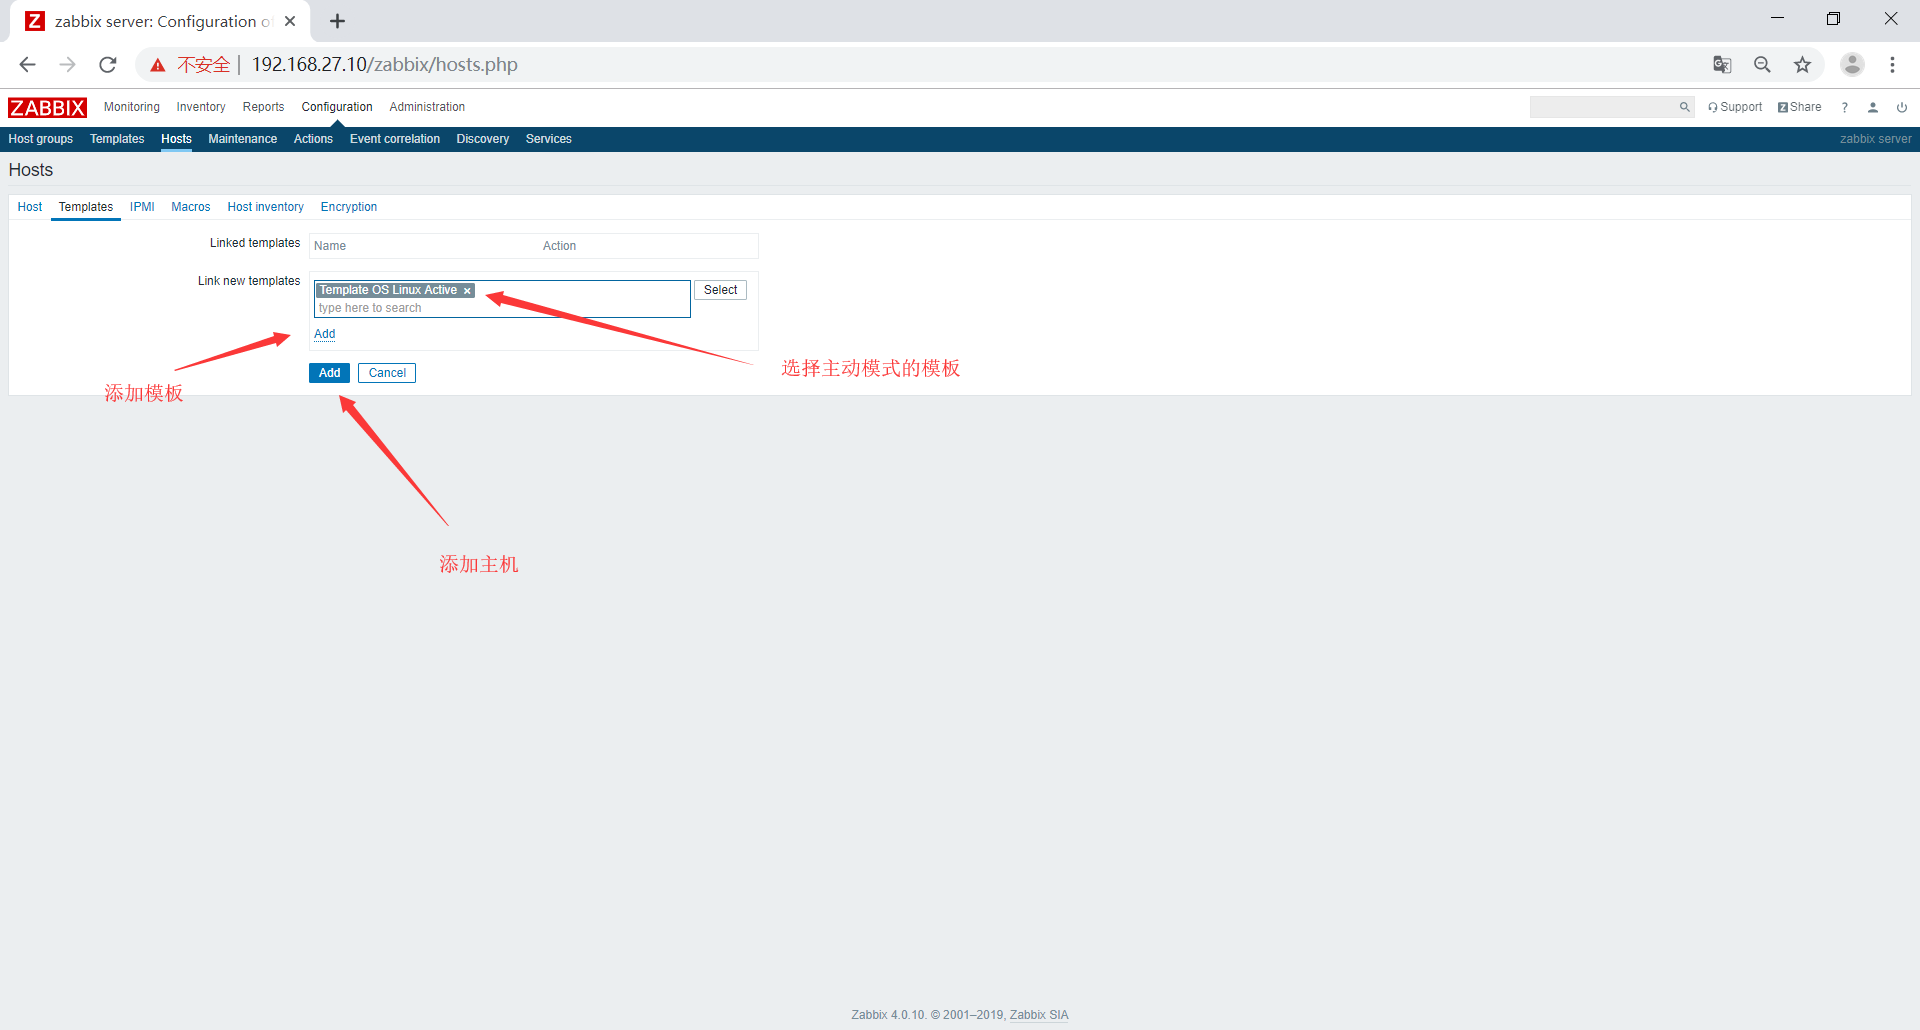 Z zabbix server: Configuration o
不安全 | 192.168.27.10/zabbix/hosts.php
ZABBIX Monitoring Inventory Reports Configuration Administration Support Z Share ?
Host groups Templates Hosts Maintenance Actions Event correlation Discovery Services zabbix server
Hosts
Host Templates IPMI Macros Host inventory Encryption
Linked templates Name Action
Link new templates Template OS Linux Active × Select
type here to search
Add
选择主动模式的模板
Add Cancel
添加模板
添加主机
Zabbix 4.0.10. © 2001–2019, Zabbix SIA